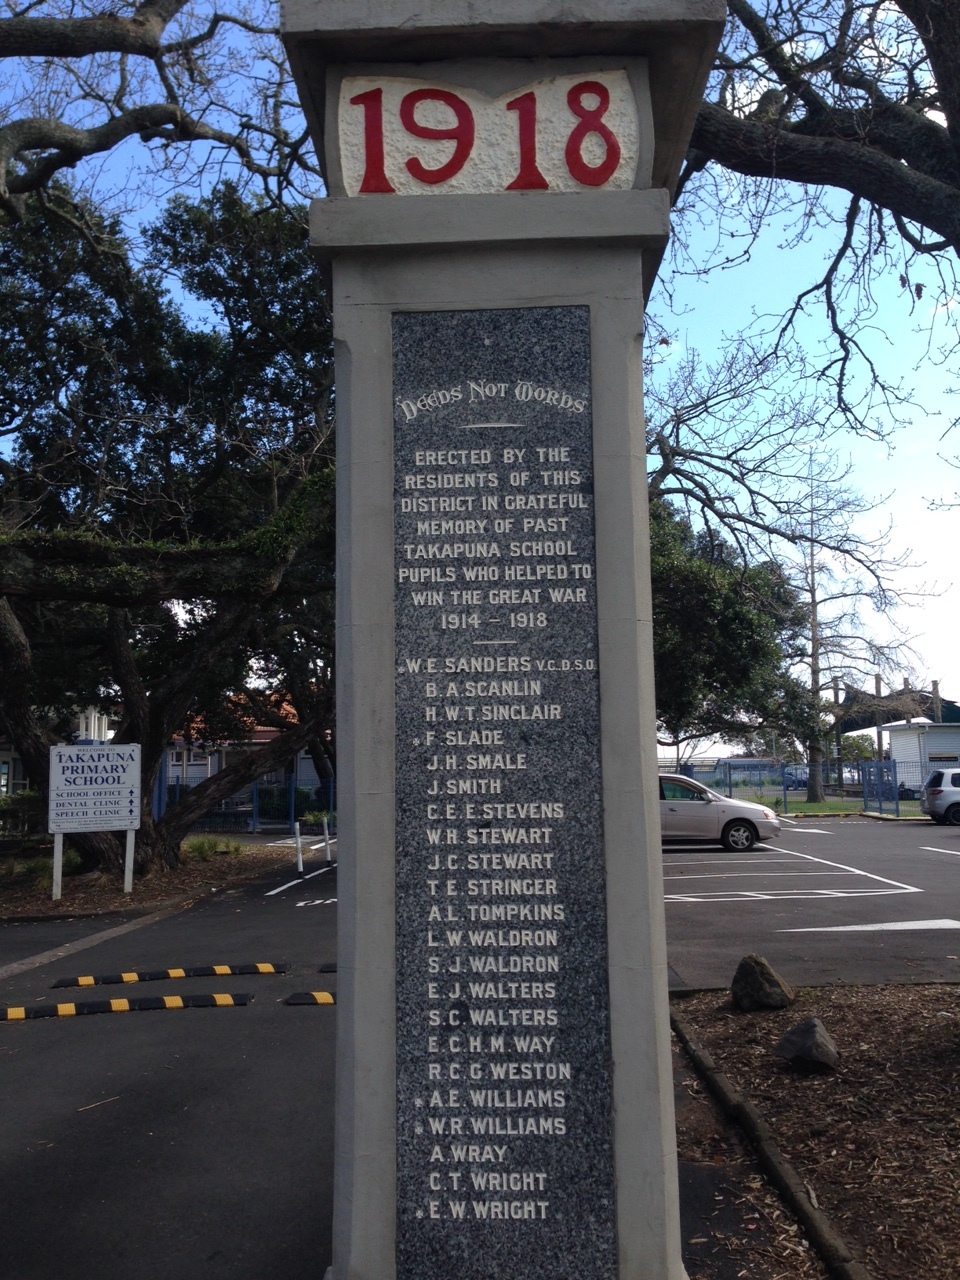 1918
Deeds Not Words
ERECTED BY THE
RESIDENTS OF THIS
DISTRICT IN GRATEFUL
MEMORY OF PAST
TAKAPUNA SCHOOL
PUPILS WHO HELPED TO
WIN THE GREAT WAR
1914 – 1918
W.E. SANDERS V.C. D.S.O.
B.A SCANLIN
H.W.T. SINCLAIR
F SLADE
J.H. SMALE
J. SMITH
C.E.E STEVENS
W.H. STEWART
J.C. STEWART
T.E. STRINGER
A.L. TOMPKINS
L.W. WALDRON
S.J. WALDRON
E.J. WALTERS
S.C. WALTERS
E.C.H.M. WAY
R.C.G. WESTON
A.E. WILLIAMS
W.R. WILLIAMS
A WRAY
C.T. WRIGHT
E.W. WRIGHT
WELCOME TO
TAKAPUNA
PRIMARY
SCHOOL
SCHOOL OFFICE ↑
DENTAL CLINIC ↑
SPEECH CLINIC ↑